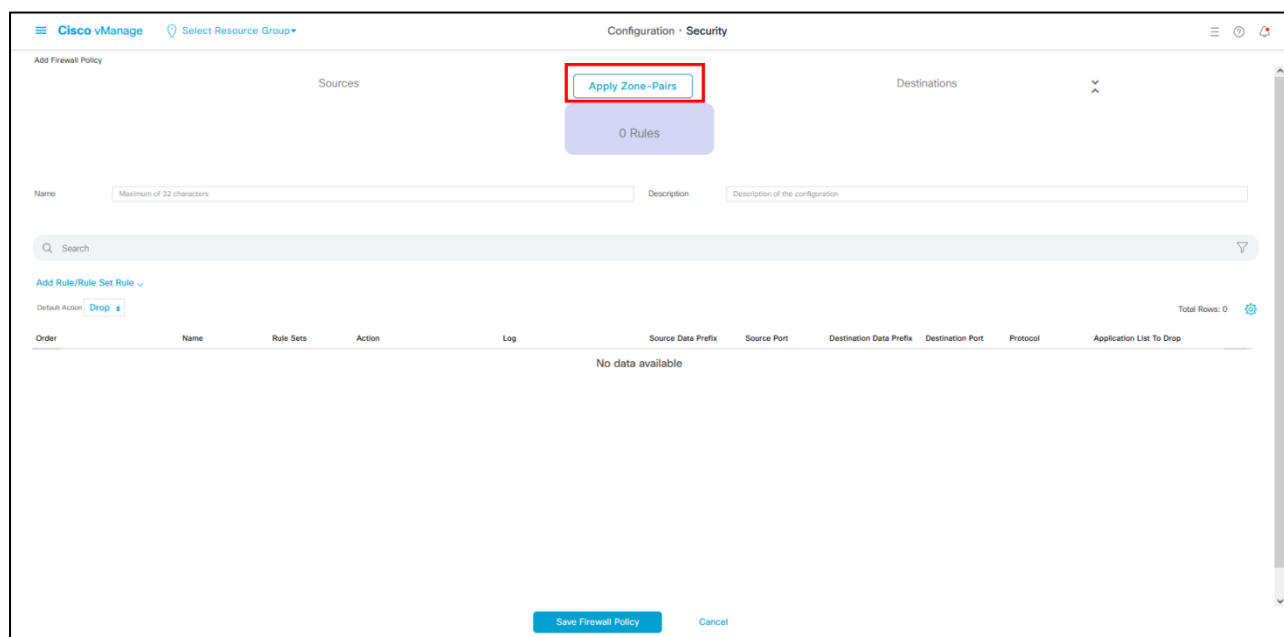 Cisco vManage Select Resource Group Configuration · Security
Add Firewall Policy
Sources Apply Zone-Pairs Destinations
0 Rules
Name Maximum of 32 characters Description Description of the configuration
Search
Add Rule/Rule Set Rule
Default Action Drop Total Rows: 0
Order Name Rule Sets Action Log Source Data Prefix Source Port Destination Data Prefix Destination Port Protocol Application List To Drop
No data available
Save Firewall Policy Cancel